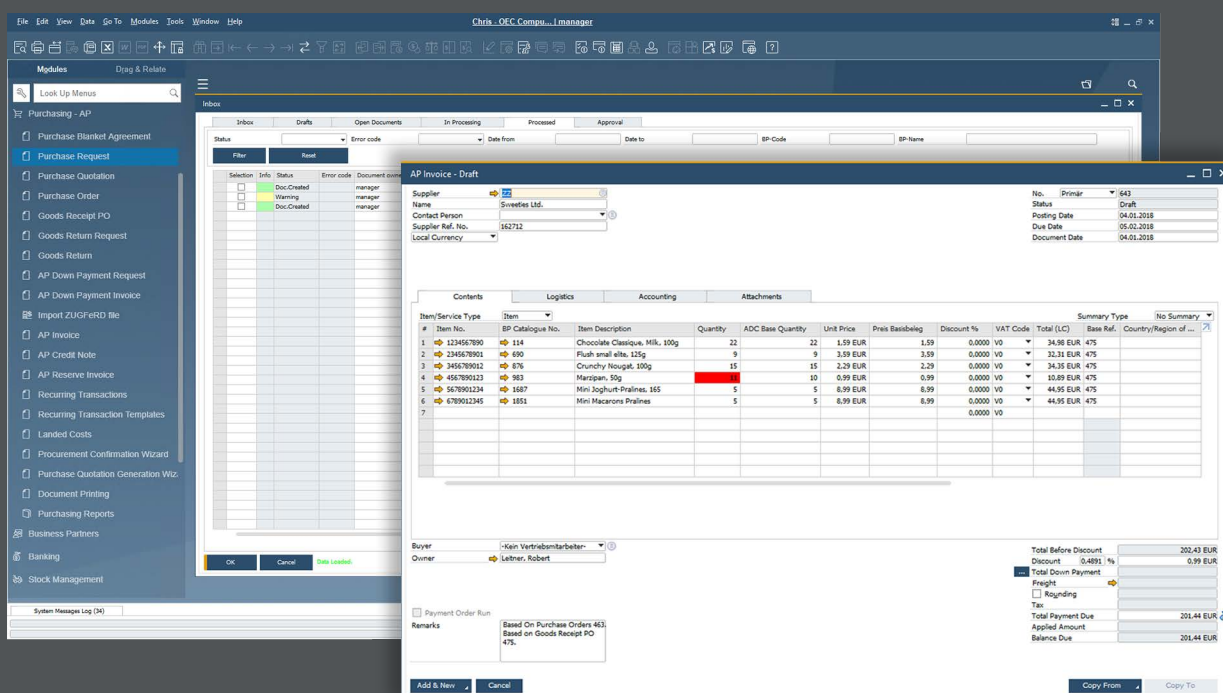 File Edit View Data Go To Modules Tools Window Help
Chris - OEC Compu... | manager
Modules Drag & Relate
Look Up Menus
Purchasing - AP
Purchase Blanket Agreement
Purchase Request
Purchase Quotation
Purchase Order
Goods Receipt PO
Goods Return Request
Goods Return
AP Down Payment Request
AP Down Payment Invoice
Import ZUGFeRD file
AP Invoice
AP Credit Note
AP Reserve Invoice
Recurring Transactions
Recurring Transaction Templates
Landed Costs
Procurement Confirmation Wizard
Purchase Quotation Generation Wiz.
Document Printing
Purchasing Reports
Business Partners
Banking
Stock Management
System Messages Log (34)
Inbox
Inbox Drafts Open Documents In Processing Processed Approval
Status Error code Date from Date to BP-Code BP-Name
Filter Reset
Selection Info Status Error code Document owne
Doc.Created manager
Warning manager
Doc.Created manager
OK Cancel Data Loaded.
AP Invoice - Draft
Supplier ZZ
Name Sweeties Ltd.
Contact Person
Supplier Ref. No. 162712
Local Currency
No. Primär 643
Status Draft
Posting Date 04.01.2018
Due Date 05.02.2018
Document Date 04.01.2018
Contents Logistics Accounting Attachments
Item/Service Type Item Summary Type No Summary
# Item No. BP Catalogue No. Item Description Quantity ADC Base Quantity Unit Price Preis Basisbeleg Discount % VAT Code Total (LC) Base Ref. Country/Region of ...
1 1234567890 114 Chocolate Classique, Milk, 100g 22 22 1,59 EUR 1,59 0,0000 V0 34,98 EUR 475
2 2345678901 690 Flush small elite, 125g 9 9 3,59 EUR 3,59 0,0000 V0 32,31 EUR 475
3 3456789012 876 Crunchy Nougat, 100g 15 15 2,29 EUR 2,29 0,0000 V0 34,35 EUR 475
4 4567890123 983 Marzipan, 50g 11 10 0,99 EUR 0,99 0,0000 V0 10,89 EUR 475
5 5678901234 1687 Mini Joghurt-Pralines, 165 5 5 8,99 EUR 8,99 0,0000 V0 44,95 EUR 475
6 6789012345 1851 Mini Macarons Pralines 5 5 8,99 EUR 8,99 0,0000 V0 44,95 EUR 475
7 0,0000 V0
Buyer -Kein Vertriebsmitarbeiter-
Owner Leitner, Robert
Payment Order Run
Remarks Based On Purchase Orders 463.
Based on Goods Receipt PO
475.
Total Before Discount 202,43 EUR
Discount 0,4891 % 0,99 EUR
... Total Down Payment
Freight
Rounding
Tax
Total Payment Due 201,44 EUR
Applied Amount
Balance Due 201,44 EUR
Add & New Cancel Copy From Copy To